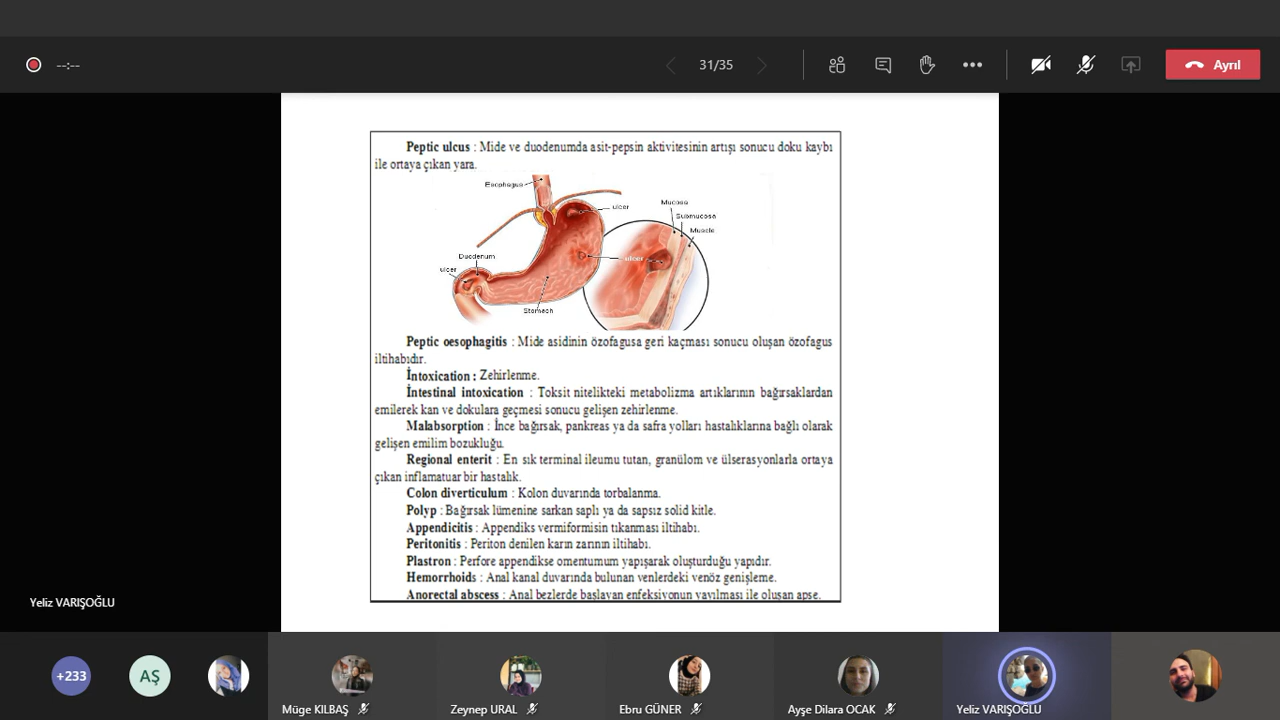 --:--
31/35
Ayrıl
Peptic ulcus : Mide ve duodenumda asit-pepsin aktivitesinin artışı sonucu doku kaybı
ile ortaya çıkan yara.
Esophagus
ulcer
Mucosa
Submucosa
Muscle
Duodenum
ulcer
ulcer
Stomach
Peptic oesophagitis : Mide asidinin özofagusa geri kaçması sonucu oluşan özofagus
iltihabıdır.
İntoxication : Zehirlenme.
İntestinal intoxication : Toksit nitelikteki metabolizma artıklarının bağırsaklardan
emilerek kan ve dokulara geçmesi sonucu gelişen zehirlenme.
Malabsorption : İnce bağırsak, pankreas ya da safra yolları hastalıklarına bağlı olarak
gelişen emilim bozukluğu.
Regional enterit : En sık terminal ileumu tutan, granülom ve ülserasyonlarla ortaya
çıkan inflamatuar bir hastalık.
Colon diverticulum : Kolon duvarında torbalanma.
Polyp : Bağırsak lümenine sarkan saplı ya da sapsız solid kitle.
Appendicitis : Appendiks vermiformisin tıkanması iltihabı.
Peritonitis : Periton denilen karın zarının iltihabı.
Plastron : Perfore appendikse omentumum yapışarak oluşturduğu yapıdır.
Hemorrhoids : Anal kanal duvarında bulunan venlerdeki venöz genişleme.
Anorectal abscess : Anal bezlerde başlayan enfeksiyonun yayılması ile oluşan apse.
Yeliz VARIŞOĞLU
+233
AŞ
Müge KILBAŞ
Zeynep URAL
Ebru GÜNER
Ayşe Dilara OCAK
Yeliz VARIŞOĞLU